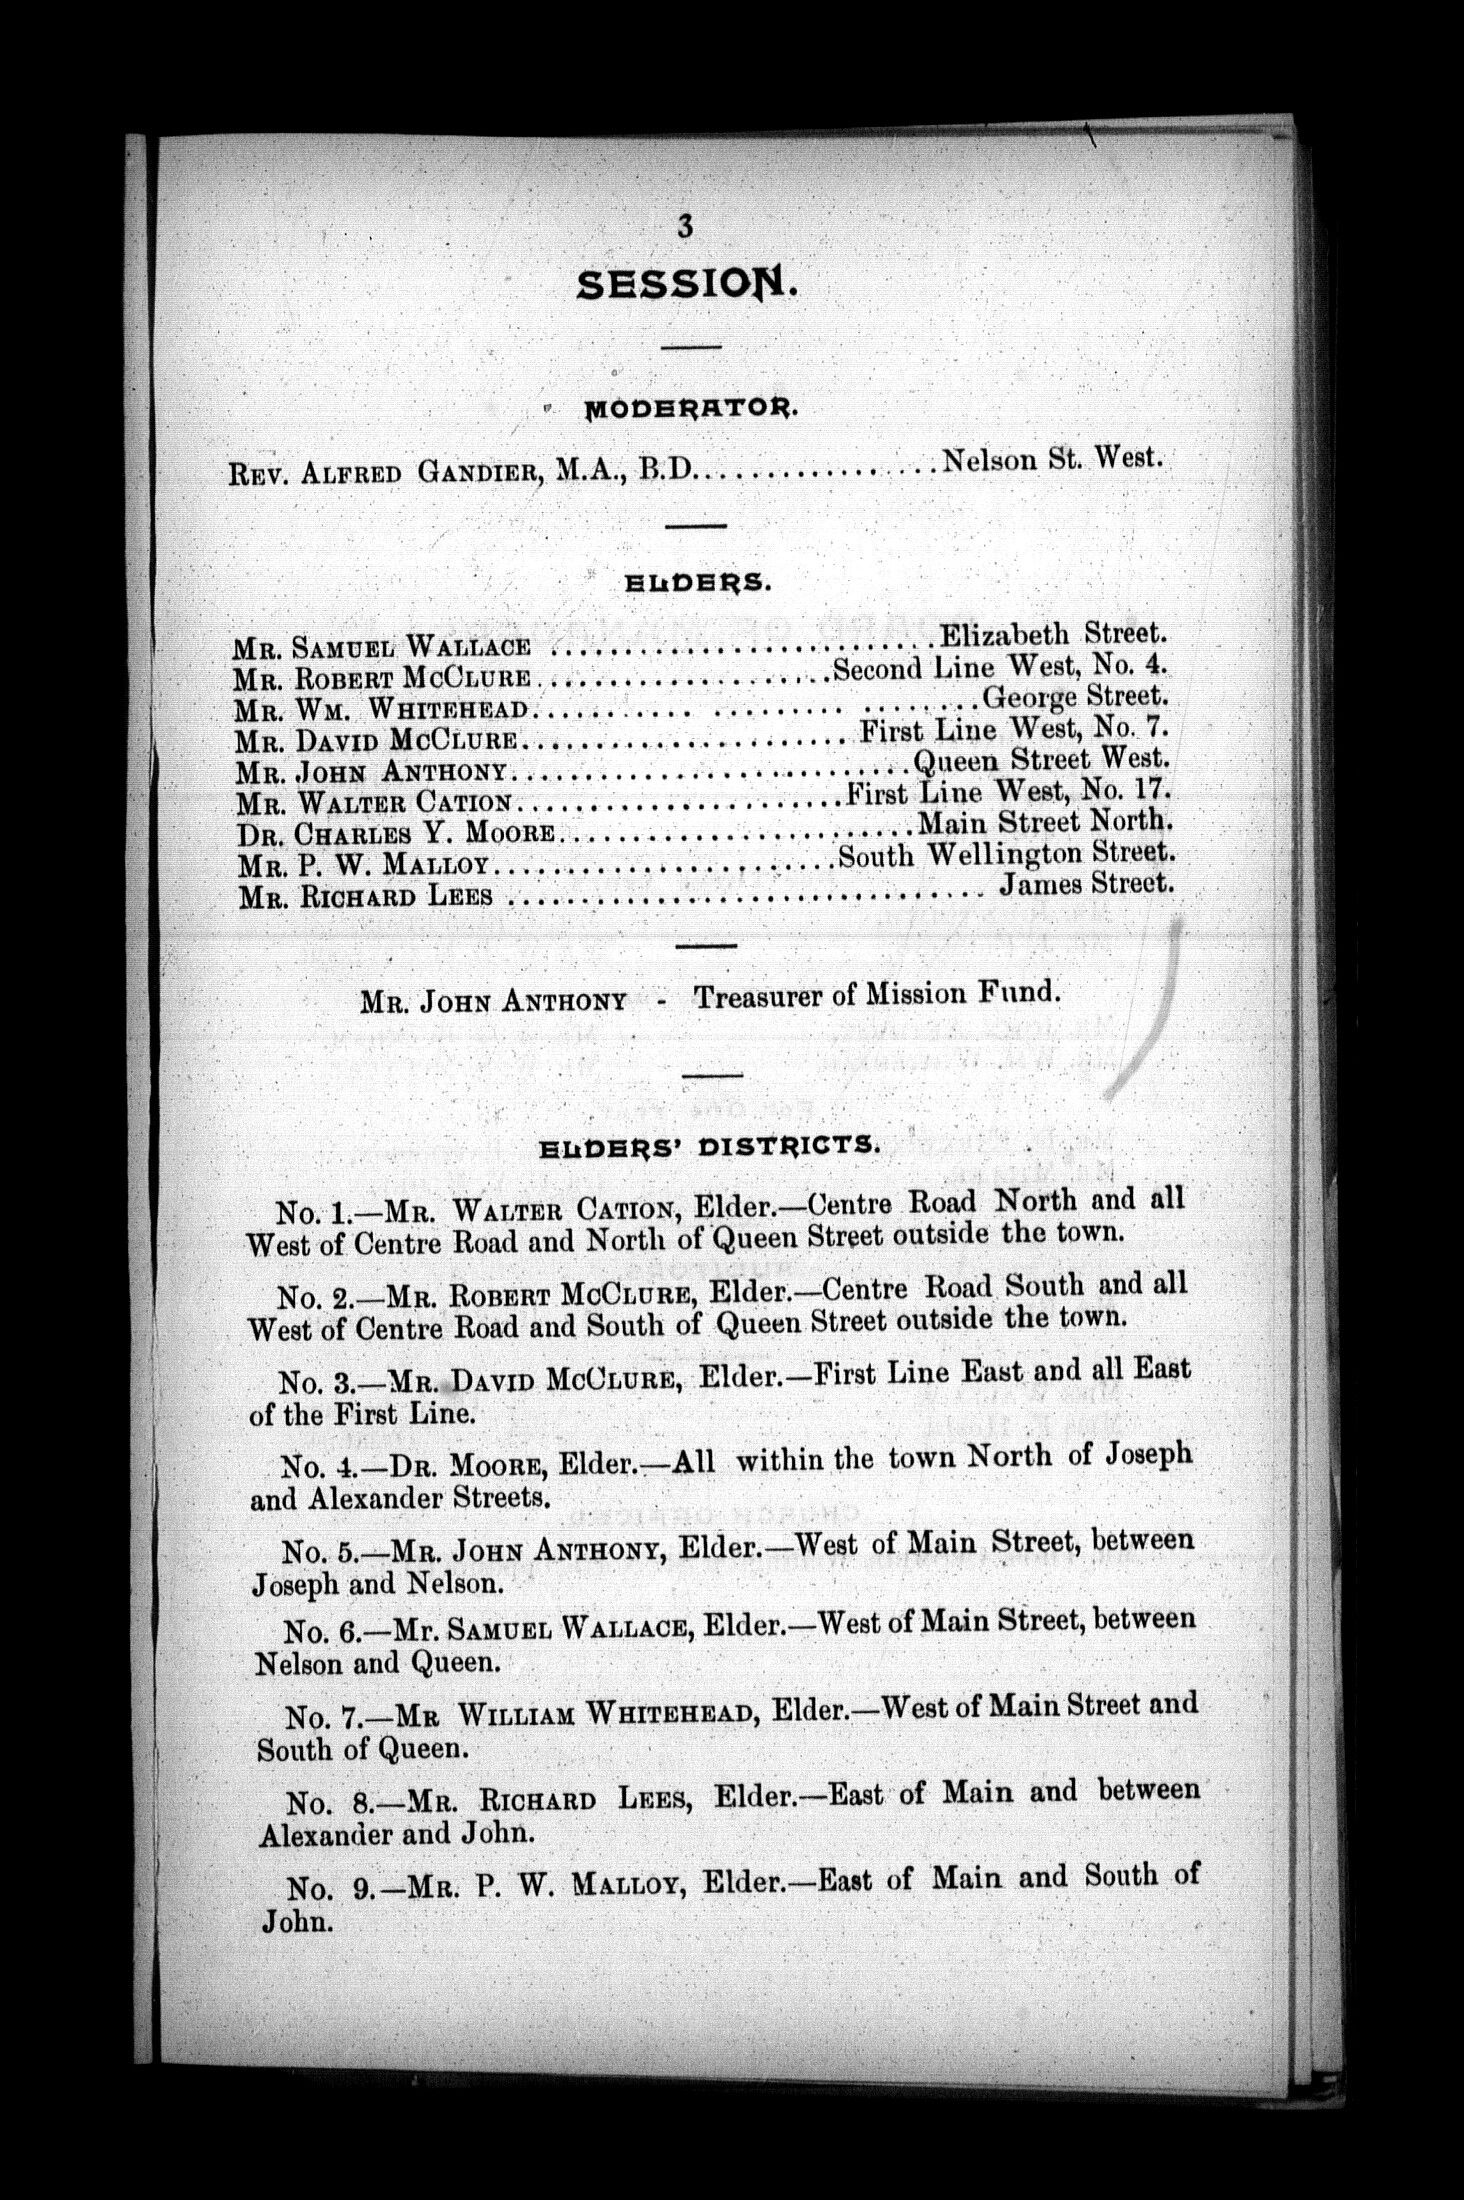 3
SESSION.
MODERATOR.
REV. ALFRED GANDIER, M.A., B.D.................Nelson St. West.
ELDERS.
MR. SAMUEL WALLACE ..........................Elizabeth Street.
MR. ROBERT MCCLURE....................Second Line West, No. 4.
MR. WM. WHITEHEAD........... ......... ........George Street.
MR. DAVID MCCLURE...................... First Line West, No. 7.
MR. JOHN ANTHONY...........................Queen Street West.
MR. WALTER CATION......................First Line West, No. 17.
DR. CHARLES Y. MOORE........................Main Street North.
MR. P. W. MALLOY.......................South Wellington Street.
MR. RICHARD LEES ................................ James Street.
MR. JOHN ANTHONY - Treasurer of Mission Fund.
ELDERS' DISTRICTS.
No. 1.—MR. WALTER CATION, Elder.—Centre Road North and all
West of Centre Road and North of Queen Street outside the town.
No. 2.—MR. ROBERT MCCLURE, Elder.—Centre Road South and all
West of Centre Road and South of Queen Street outside the town.
No. 3.—MR. DAVID MCCLURE, Elder.—First Line East and all East
of the First Line.
No. 4.—DR. MOORE, Elder.—All within the town North of Joseph
and Alexander Streets.
No. 5.—MR. JOHN ANTHONY, Elder.—West of Main Street, between
Joseph and Nelson.
No. 6.—Mr. SAMUEL WALLACE, Elder.—West of Main Street, between
Nelson and Queen.
No. 7.—MR WILLIAM WHITEHEAD, Elder.—West of Main Street and
South of Queen.
No. 8.—MR. RICHARD LEES, Elder.—East of Main and between
Alexander and John.
No. 9.—MR. P. W. MALLOY, Elder.—East of Main and South of
John.